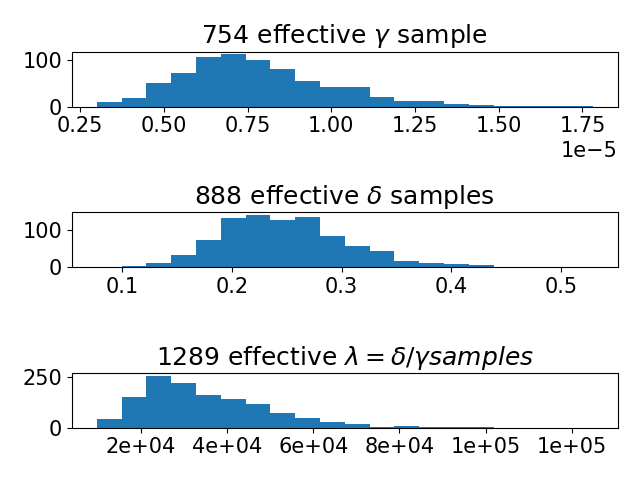 754 effective γ sample
100
0
0.25 0.50 0.75 1.00 1.25 1.50 1.75
1e−5
888 effective δ samples
100
0
0.1 0.2 0.3 0.4 0.5
1289 effective λ = δ/γsamples
250
0
2e+04 4e+04 6e+04 8e+04 1e+05 1e+05